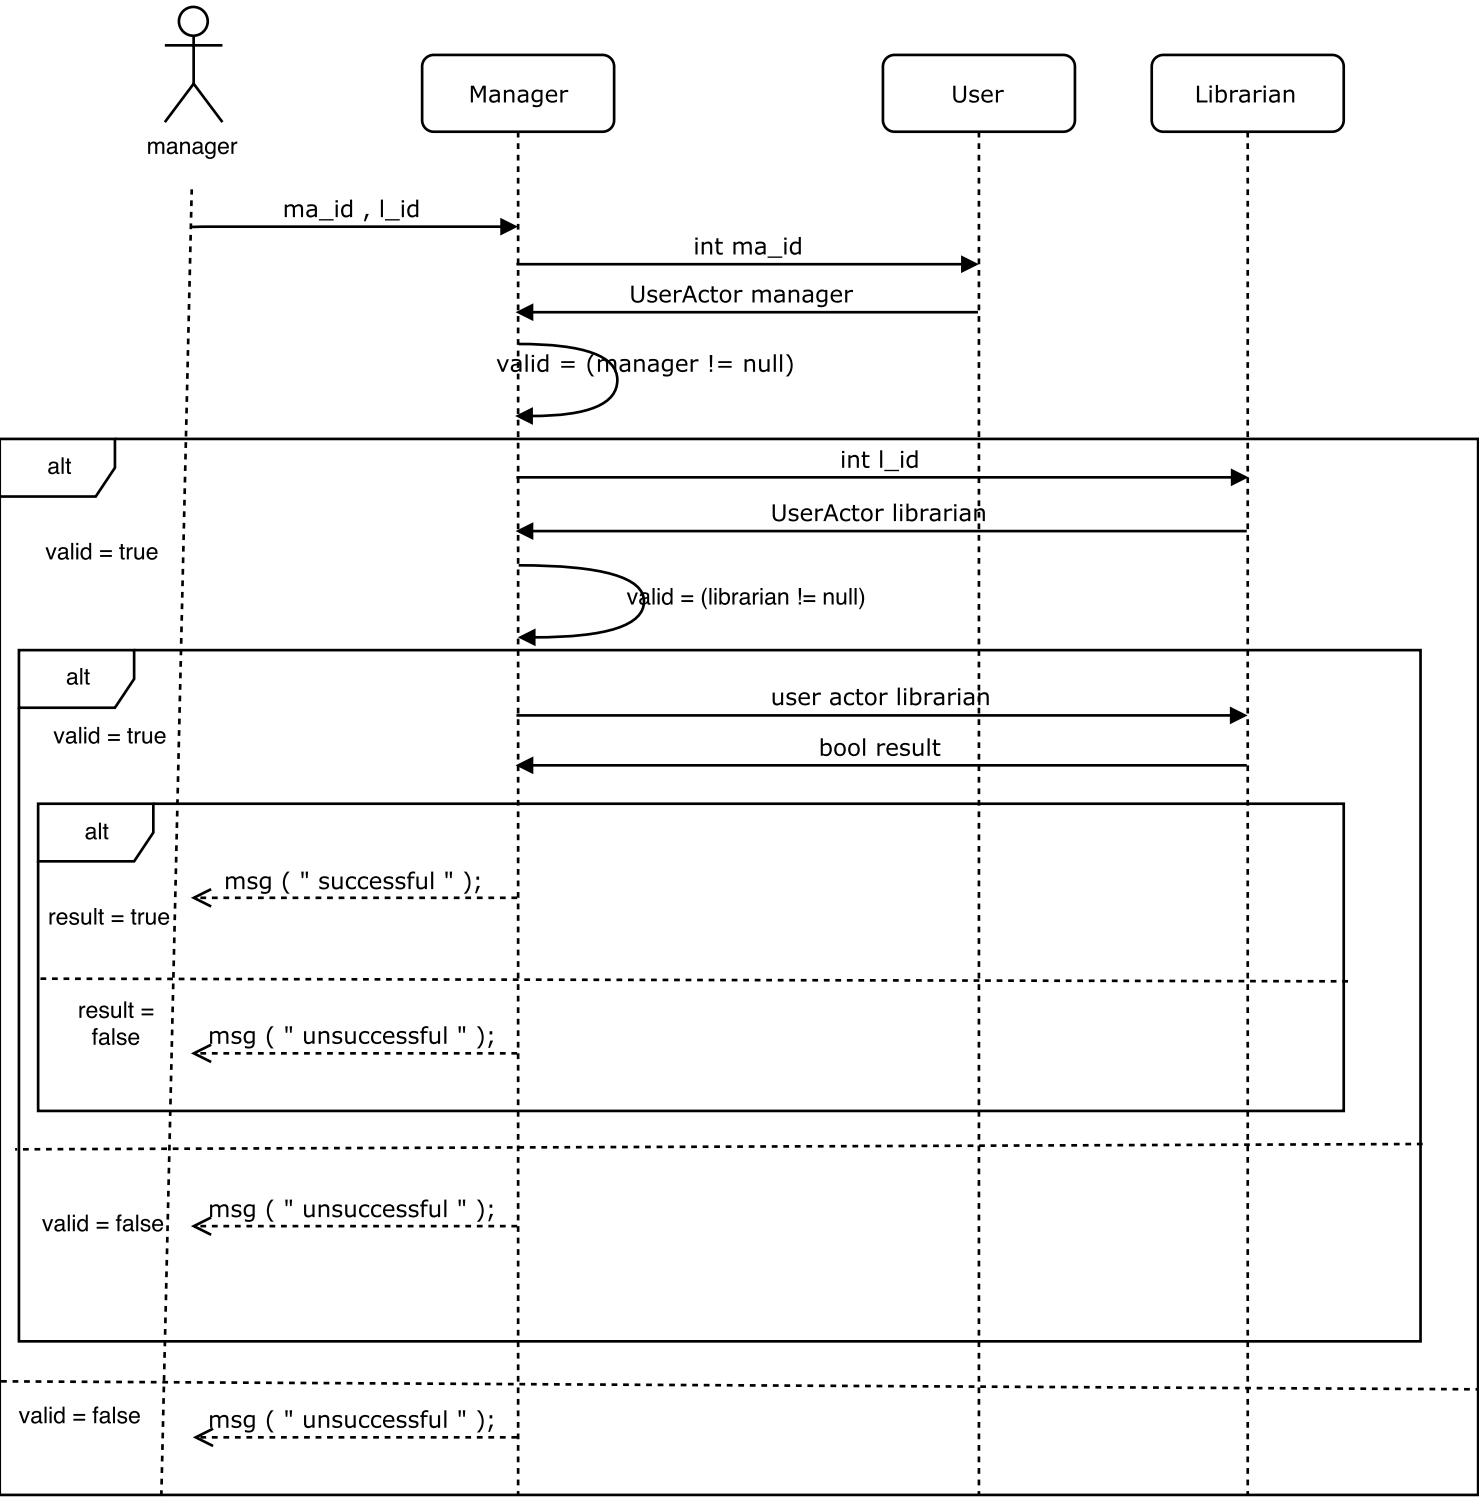 manager
Manager
User
Librarian
ma_id , l_id
int ma_id
UserActor manager
valid = (manager != null)
alt
int l_id
UserActor librarian
valid = true
valid = (librarian != null)
alt
user actor librarian
valid = true
bool result
alt
msg ( " successful " );
result = true
result =
false
msg ( " unsuccessful " );
msg ( " unsuccessful " );
valid = false
valid = false
msg ( " unsuccessful " );